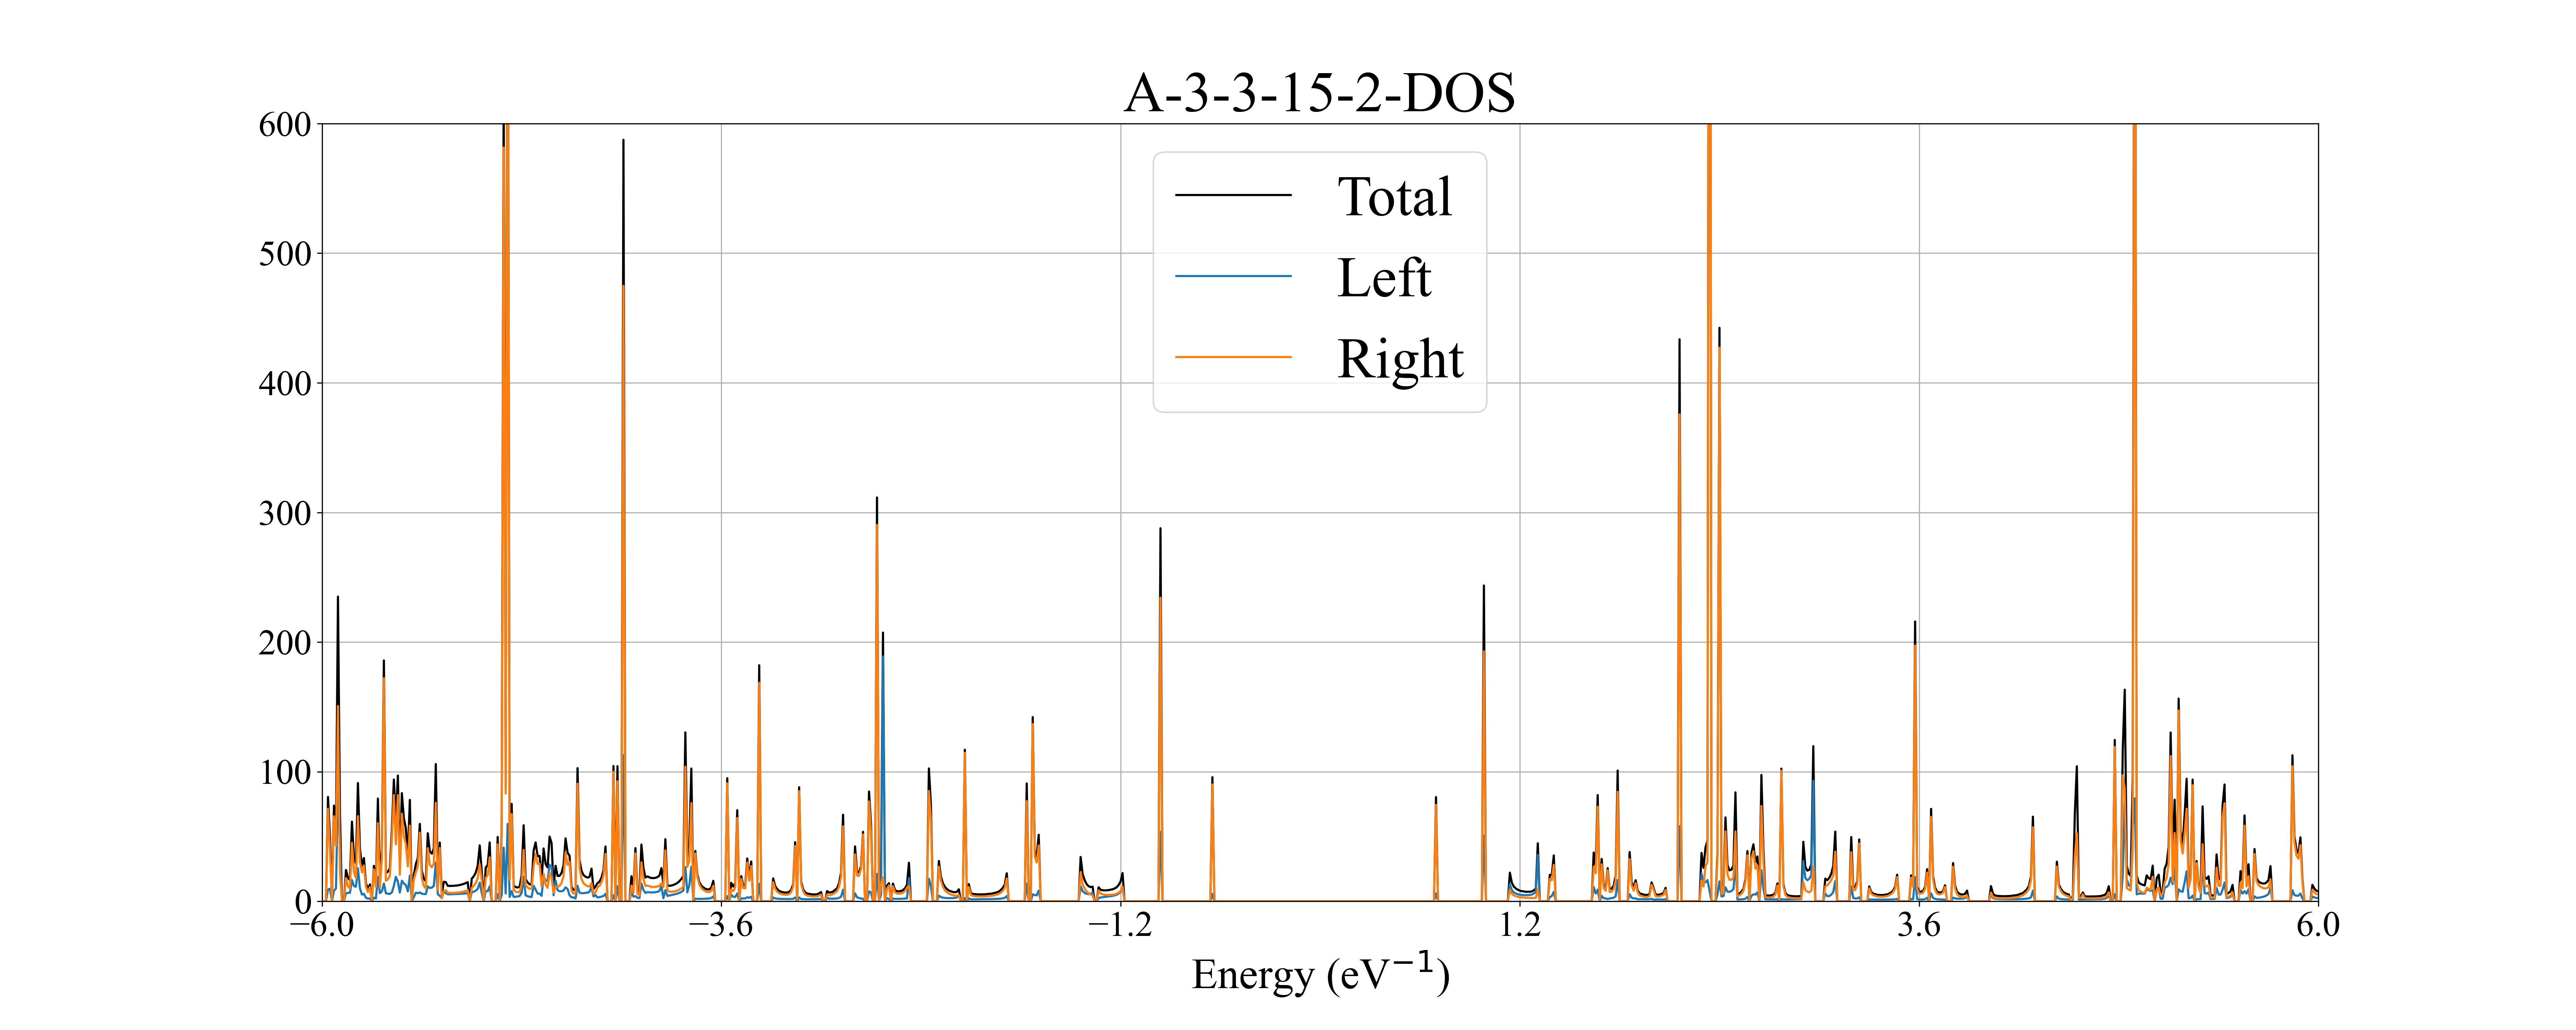 A-3-3-15-2-DOS
600
500
400
300
200
100
0
Total
Left
Right
−6.0 −3.6 −1.2 1.2 3.6 6.0
Energy (eV⁻¹)